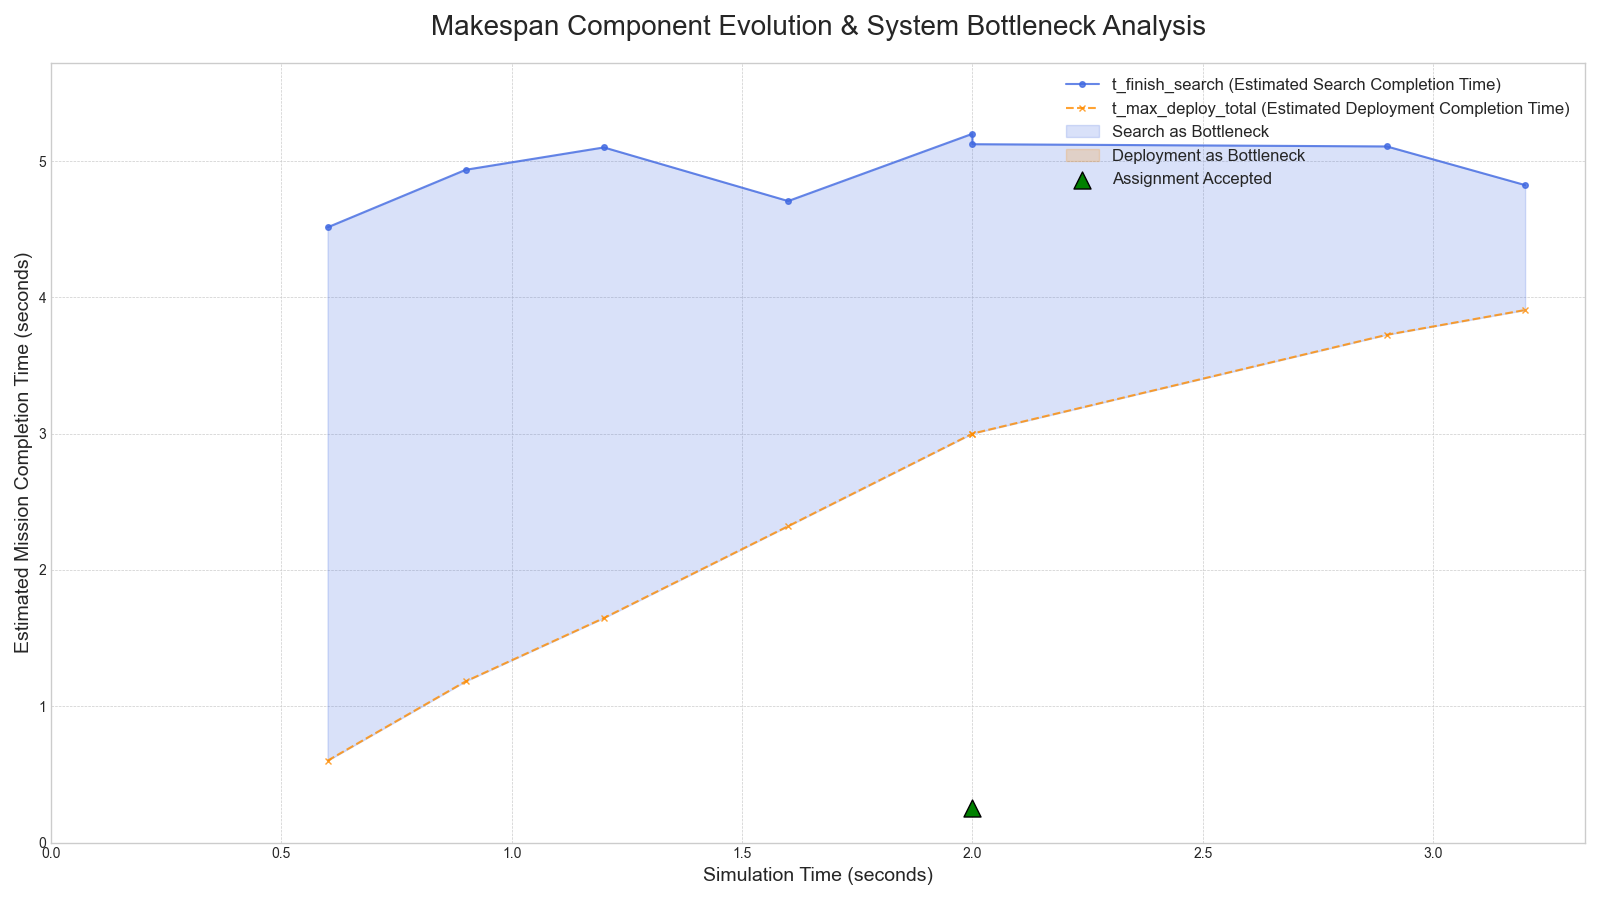 Makespan Component Evolution & System Bottleneck Analysis
t_finish_search (Estimated Search Completion Time)
t_max_deploy_total (Estimated Deployment Completion Time)
Search as Bottleneck
Deployment as Bottleneck
Assignment Accepted
Estimated Mission Completion Time (seconds)
5
4
3
2
1
0
0.0 0.5 1.0 1.5 2.0 2.5 3.0
Simulation Time (seconds)